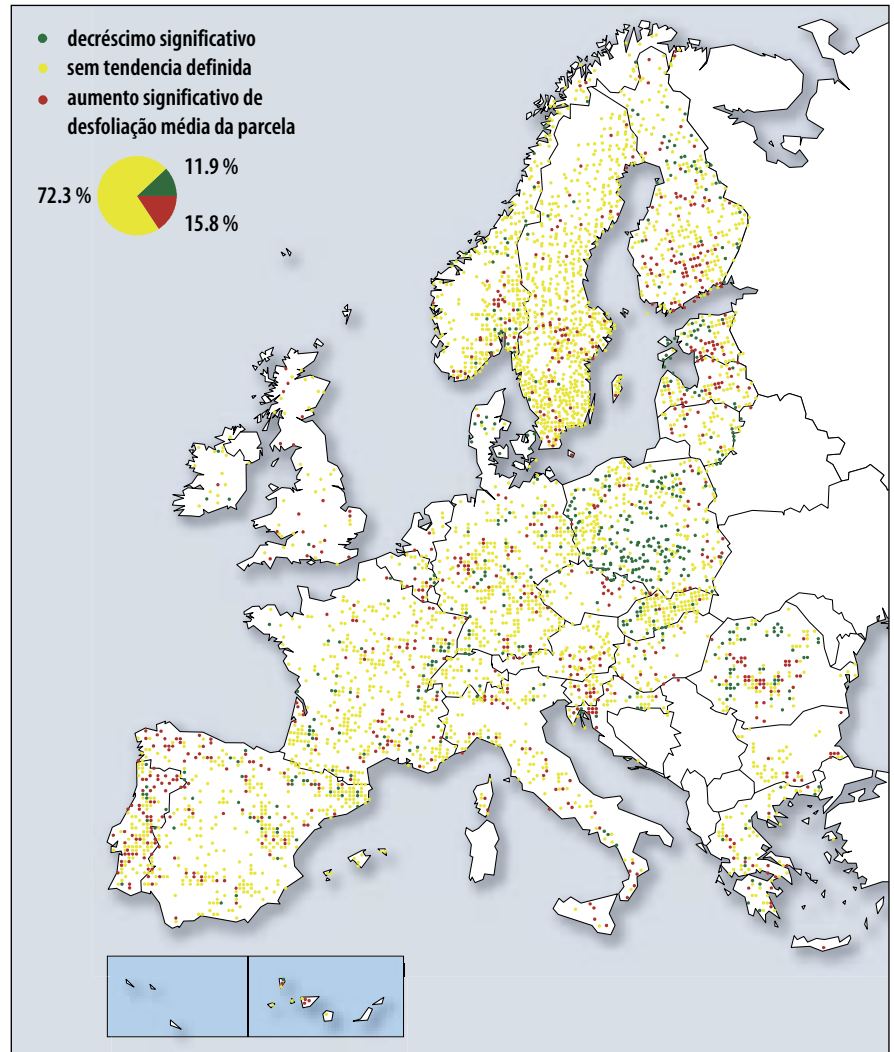 decréscimo significativo
sem tendencia definida
aumento significativo de
desfoliação média da parcela
11.9 %
72.3 %
15.8 %